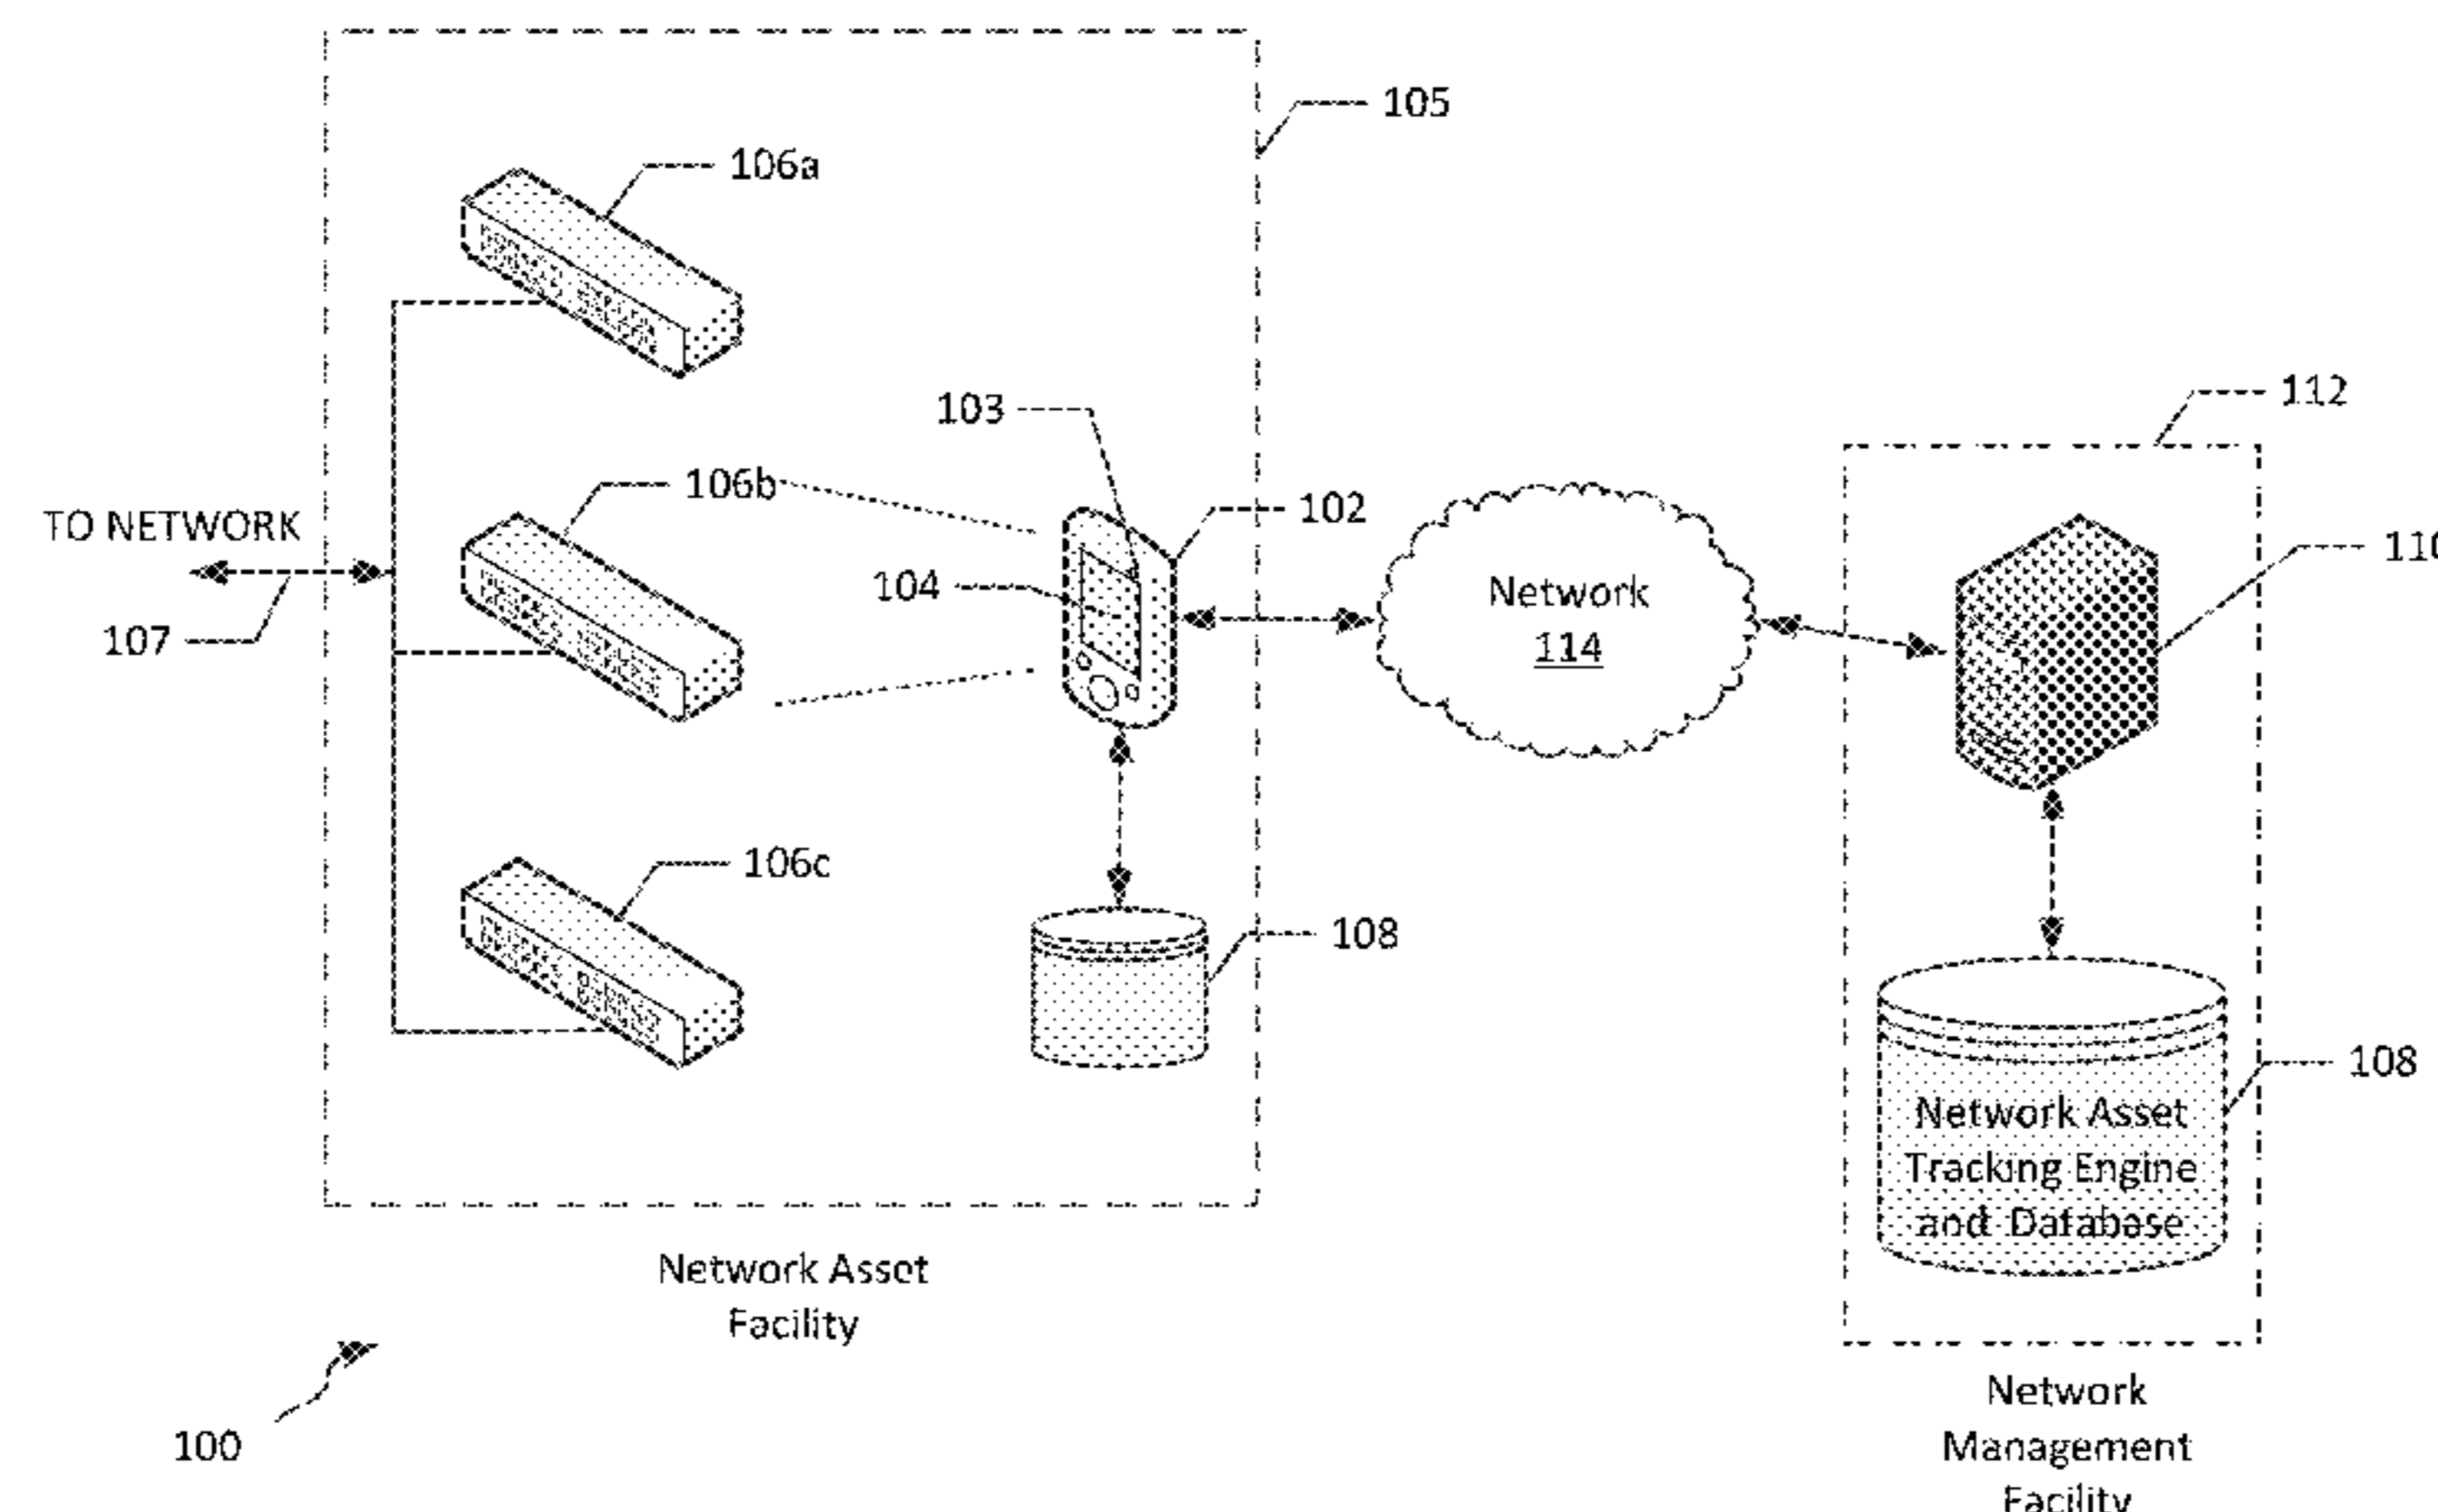 105
106a
112
103
106b
102
TO NETWORK
110
104
Network
114
107
106c
108
108
Network Asset
Tracking Engine
and Database
Network Asset
Facility
100
Network
Management
Facility